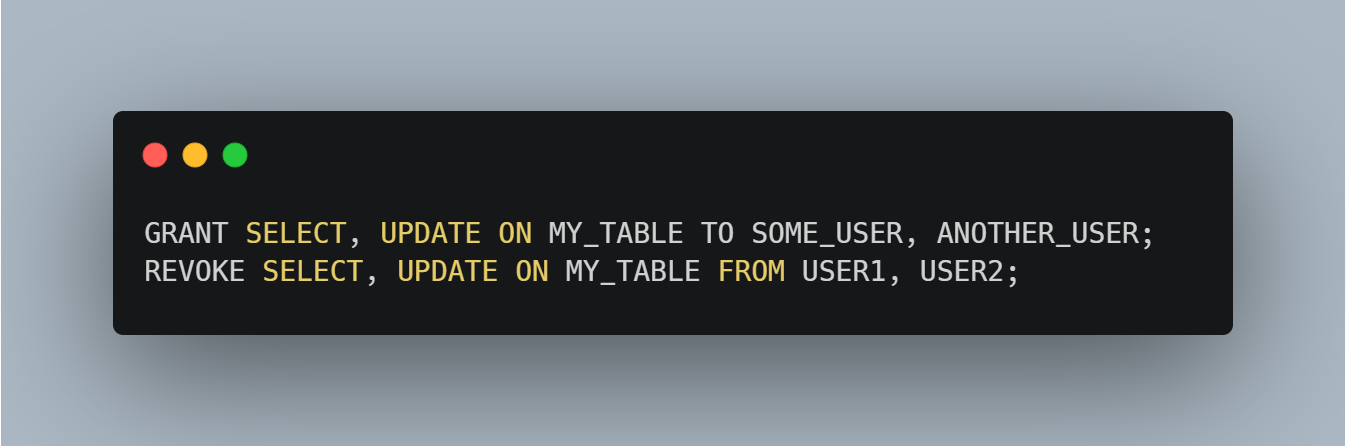 GRANT SELECT, UPDATE ON MY_TABLE TO SOME_USER, ANOTHER_USER;
REVOKE SELECT, UPDATE ON MY_TABLE FROM USER1, USER2;